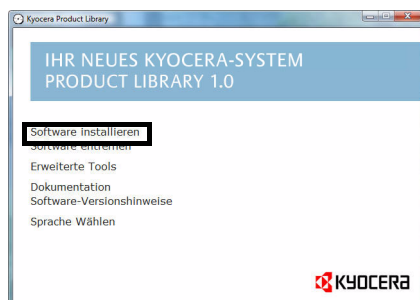 Kyocera Product Library
IHR NEUES KYOCERA-SYSTEM
PRODUCT LIBRARY 1.0
Software installieren
Software entfernen
Erweiterte Tools
Dokumentation
Software-Versionshinweise
Sprache Wählen
KYOCERA